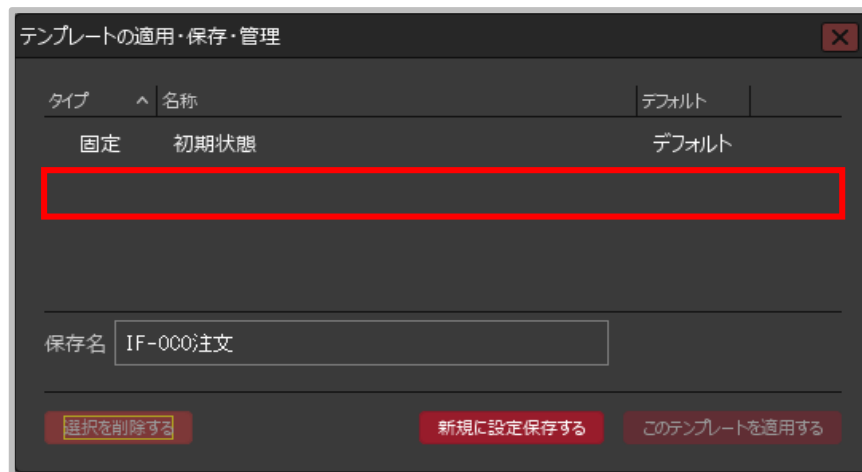 テンプレートの適用・保存・管理
タイプ ^ 名称 デフォルト
固定 初期状態 デフォルト
保存名 IF-OCO注文
選択を削除する 新規に設定保存する このテンプレートを適用する